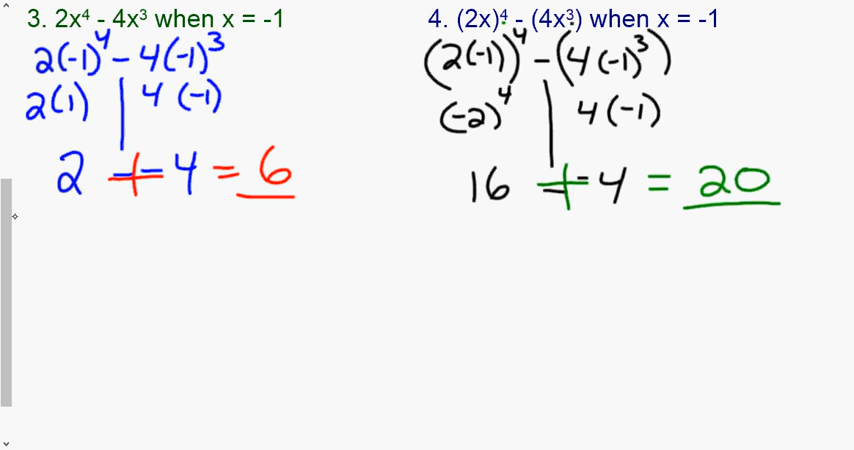 3. 2x⁴ - 4x³ when x = -1
2(-1)⁴ - 4(-1)³
2(1) | 4(-1)
2 + 4 = 6
4. (2x)⁴ - (4x³) when x = -1
(2(-1))⁴ - (4(-1)³)
(-2)⁴ | 4(-1)
16 + 4 = 20